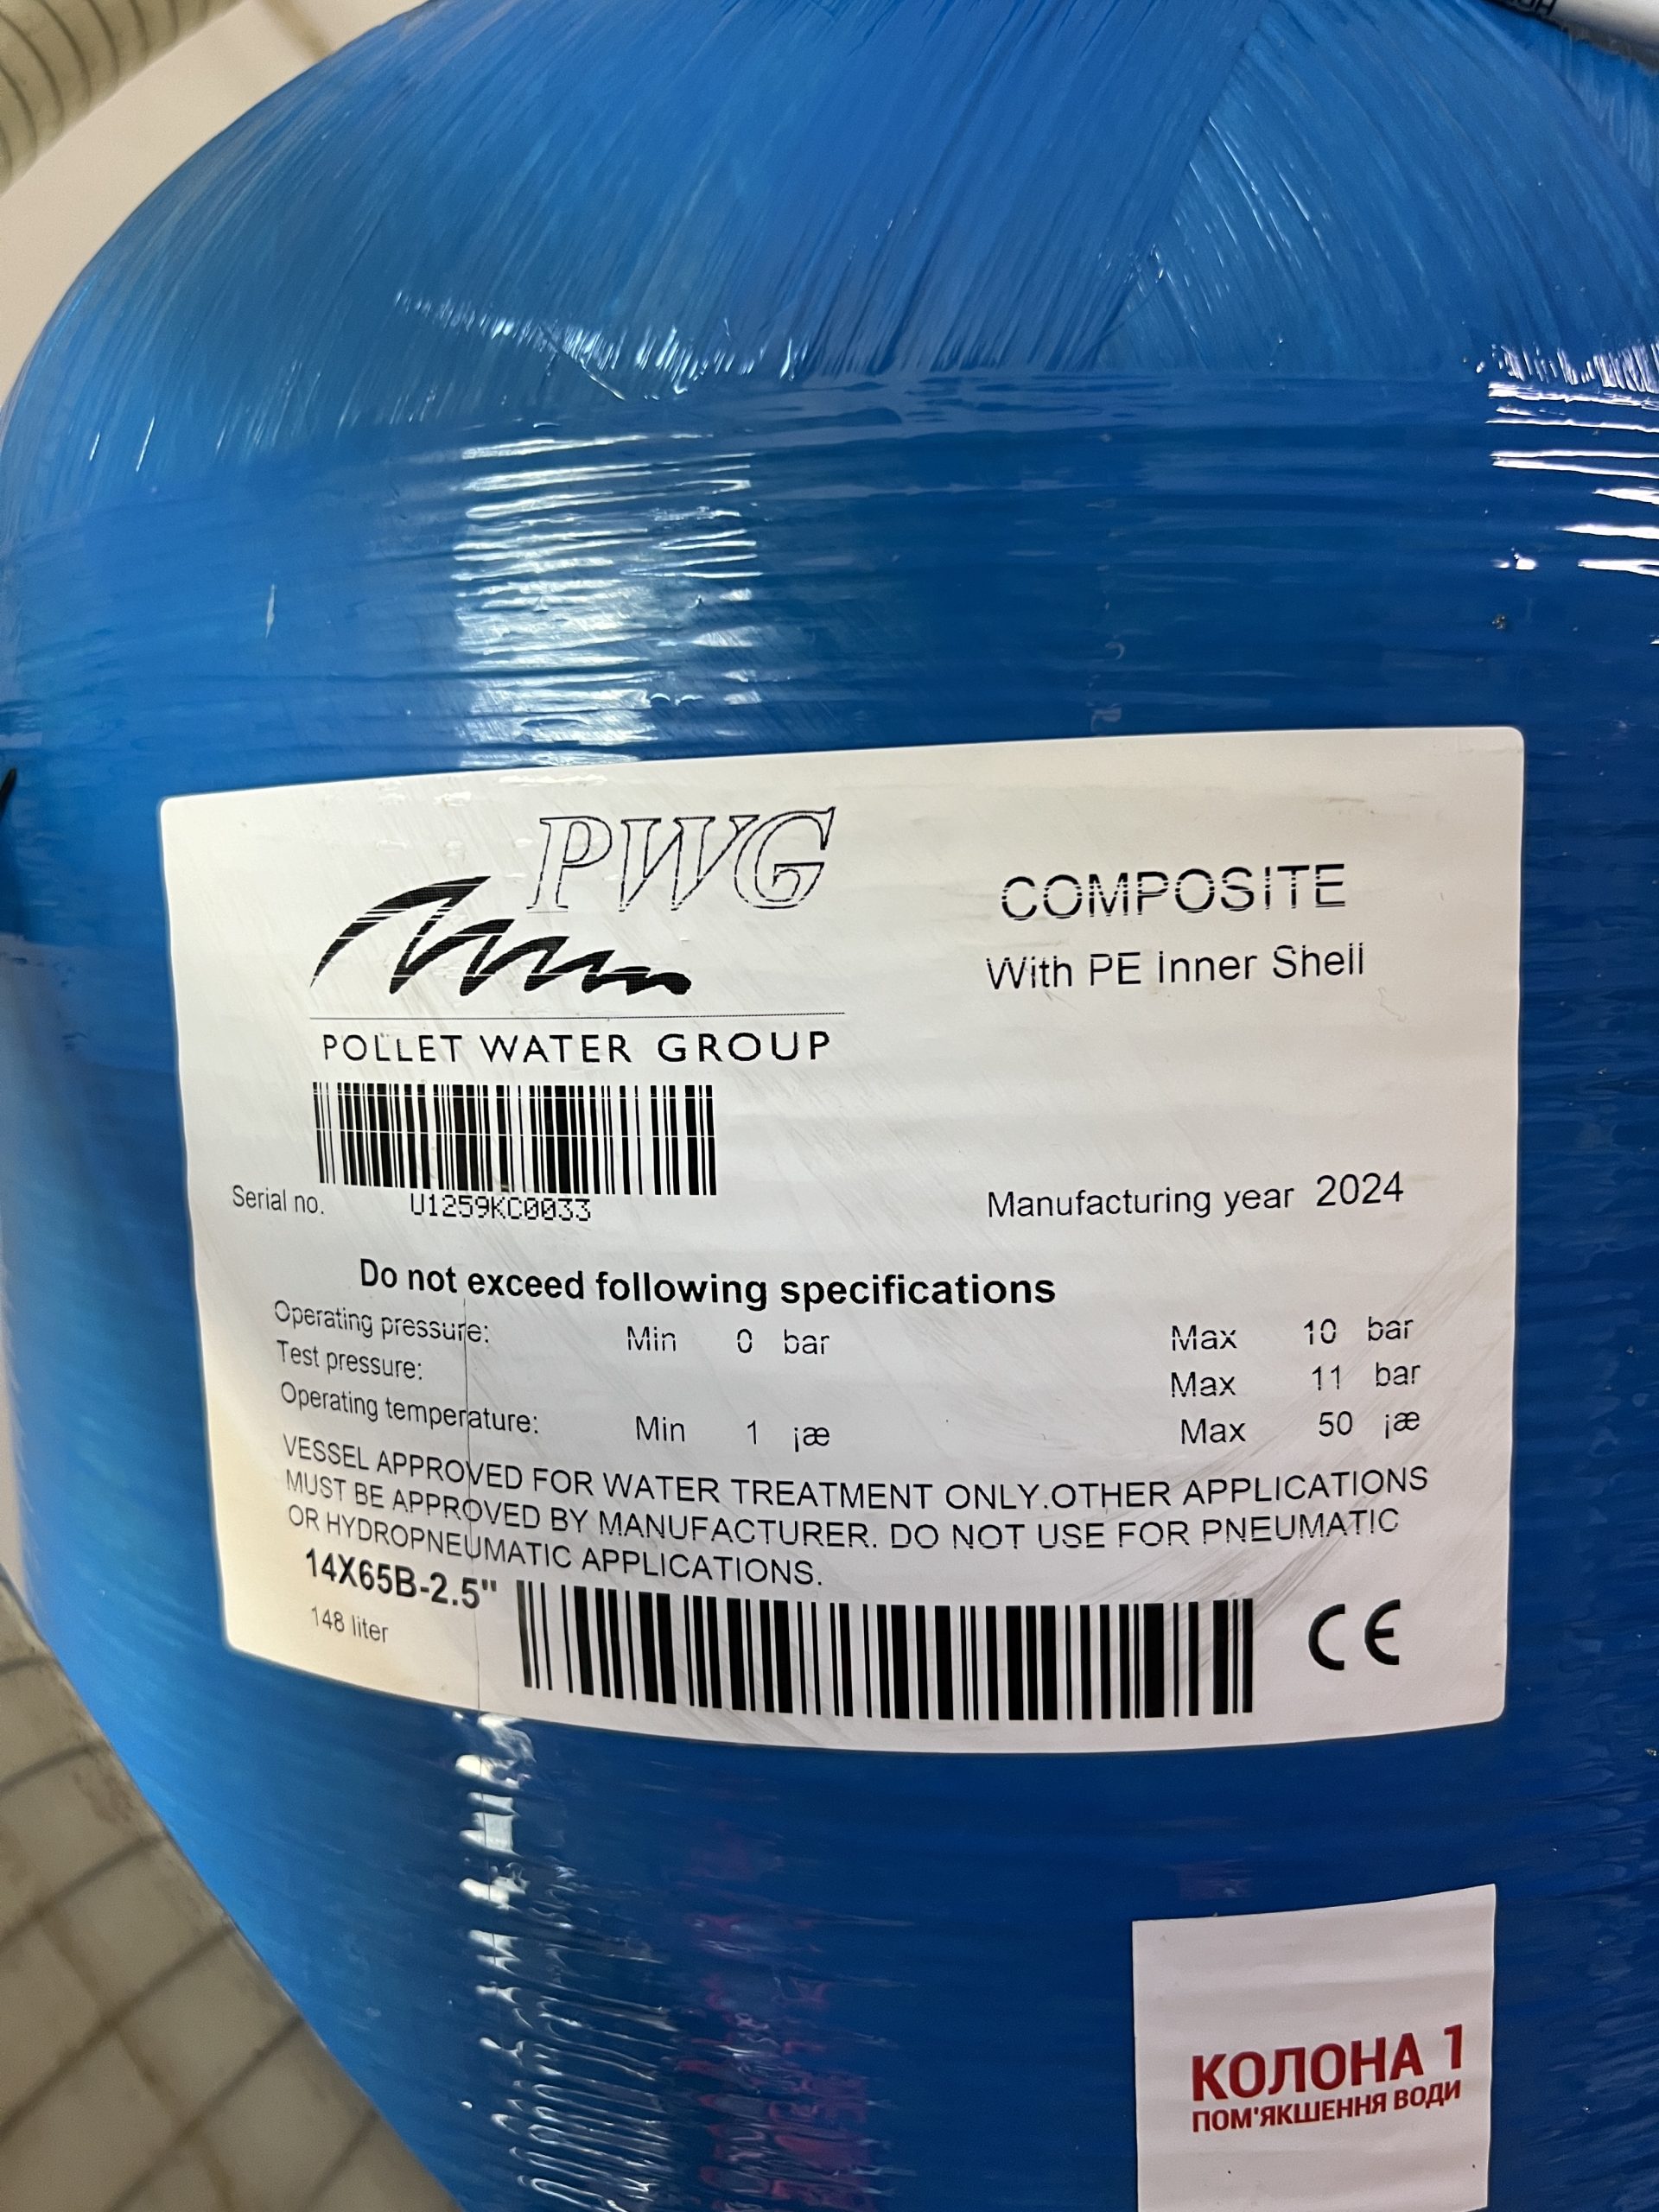 PWG
POLLET WATER GROUP
COMPOSITE
With PE Inner Shell
Serial no. U1259KC0033
Manufacturing year 2024
Do not exceed following specifications
Operating pressure: Min 0 bar Max 10 bar
Test pressure: Max 11 bar
Operating temperature: Min 1 ¡æ Max 50 ¡æ
VESSEL APPROVED FOR WATER TREATMENT ONLY.OTHER APPLICATIONS
MUST BE APPROVED BY MANUFACTURER. DO NOT USE FOR PNEUMATIC
OR HYDROPNEUMATIC APPLICATIONS.
14X65B-2.5"
148 liter
CE
КОЛОНА 1
ПОМ'ЯКШЕННЯ ВОДИ